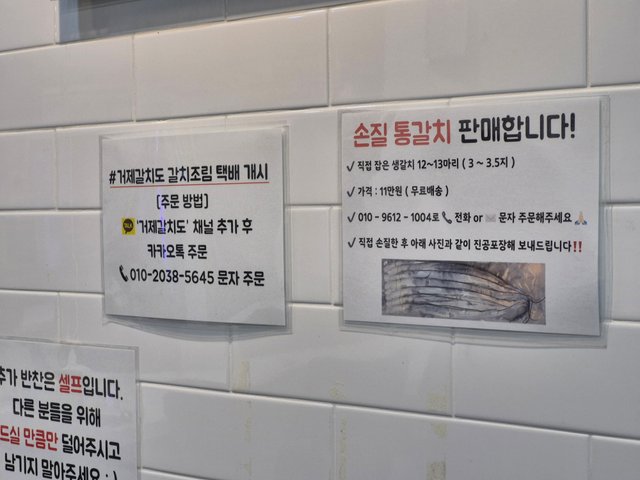 #거제갈치도 갈치조림 택배 개시
(주문 방법)
'거제갈치도' 채널 추가 후
카카오톡 주문
010-2038-5645 문자 주문
손질 통갈치 판매합니다!
✓ 직접 잡은 생갈치 12~13마리 ( 3 ~ 3.5지 )
✓ 가격 : 11만원 ( 무료배송 )
✓ 010 - 9612 - 1004로 📞 전화 or ✉ 문자 주문해주세요 🙏
✓ 직접 손질한 후 아래 사진과 같이 진공포장해 보내드립니다!!
추가 반찬은 셀프입니다.
다른 분들을 위해
드실 만큼만 덜어주시고
남기지 말아주세요 : )